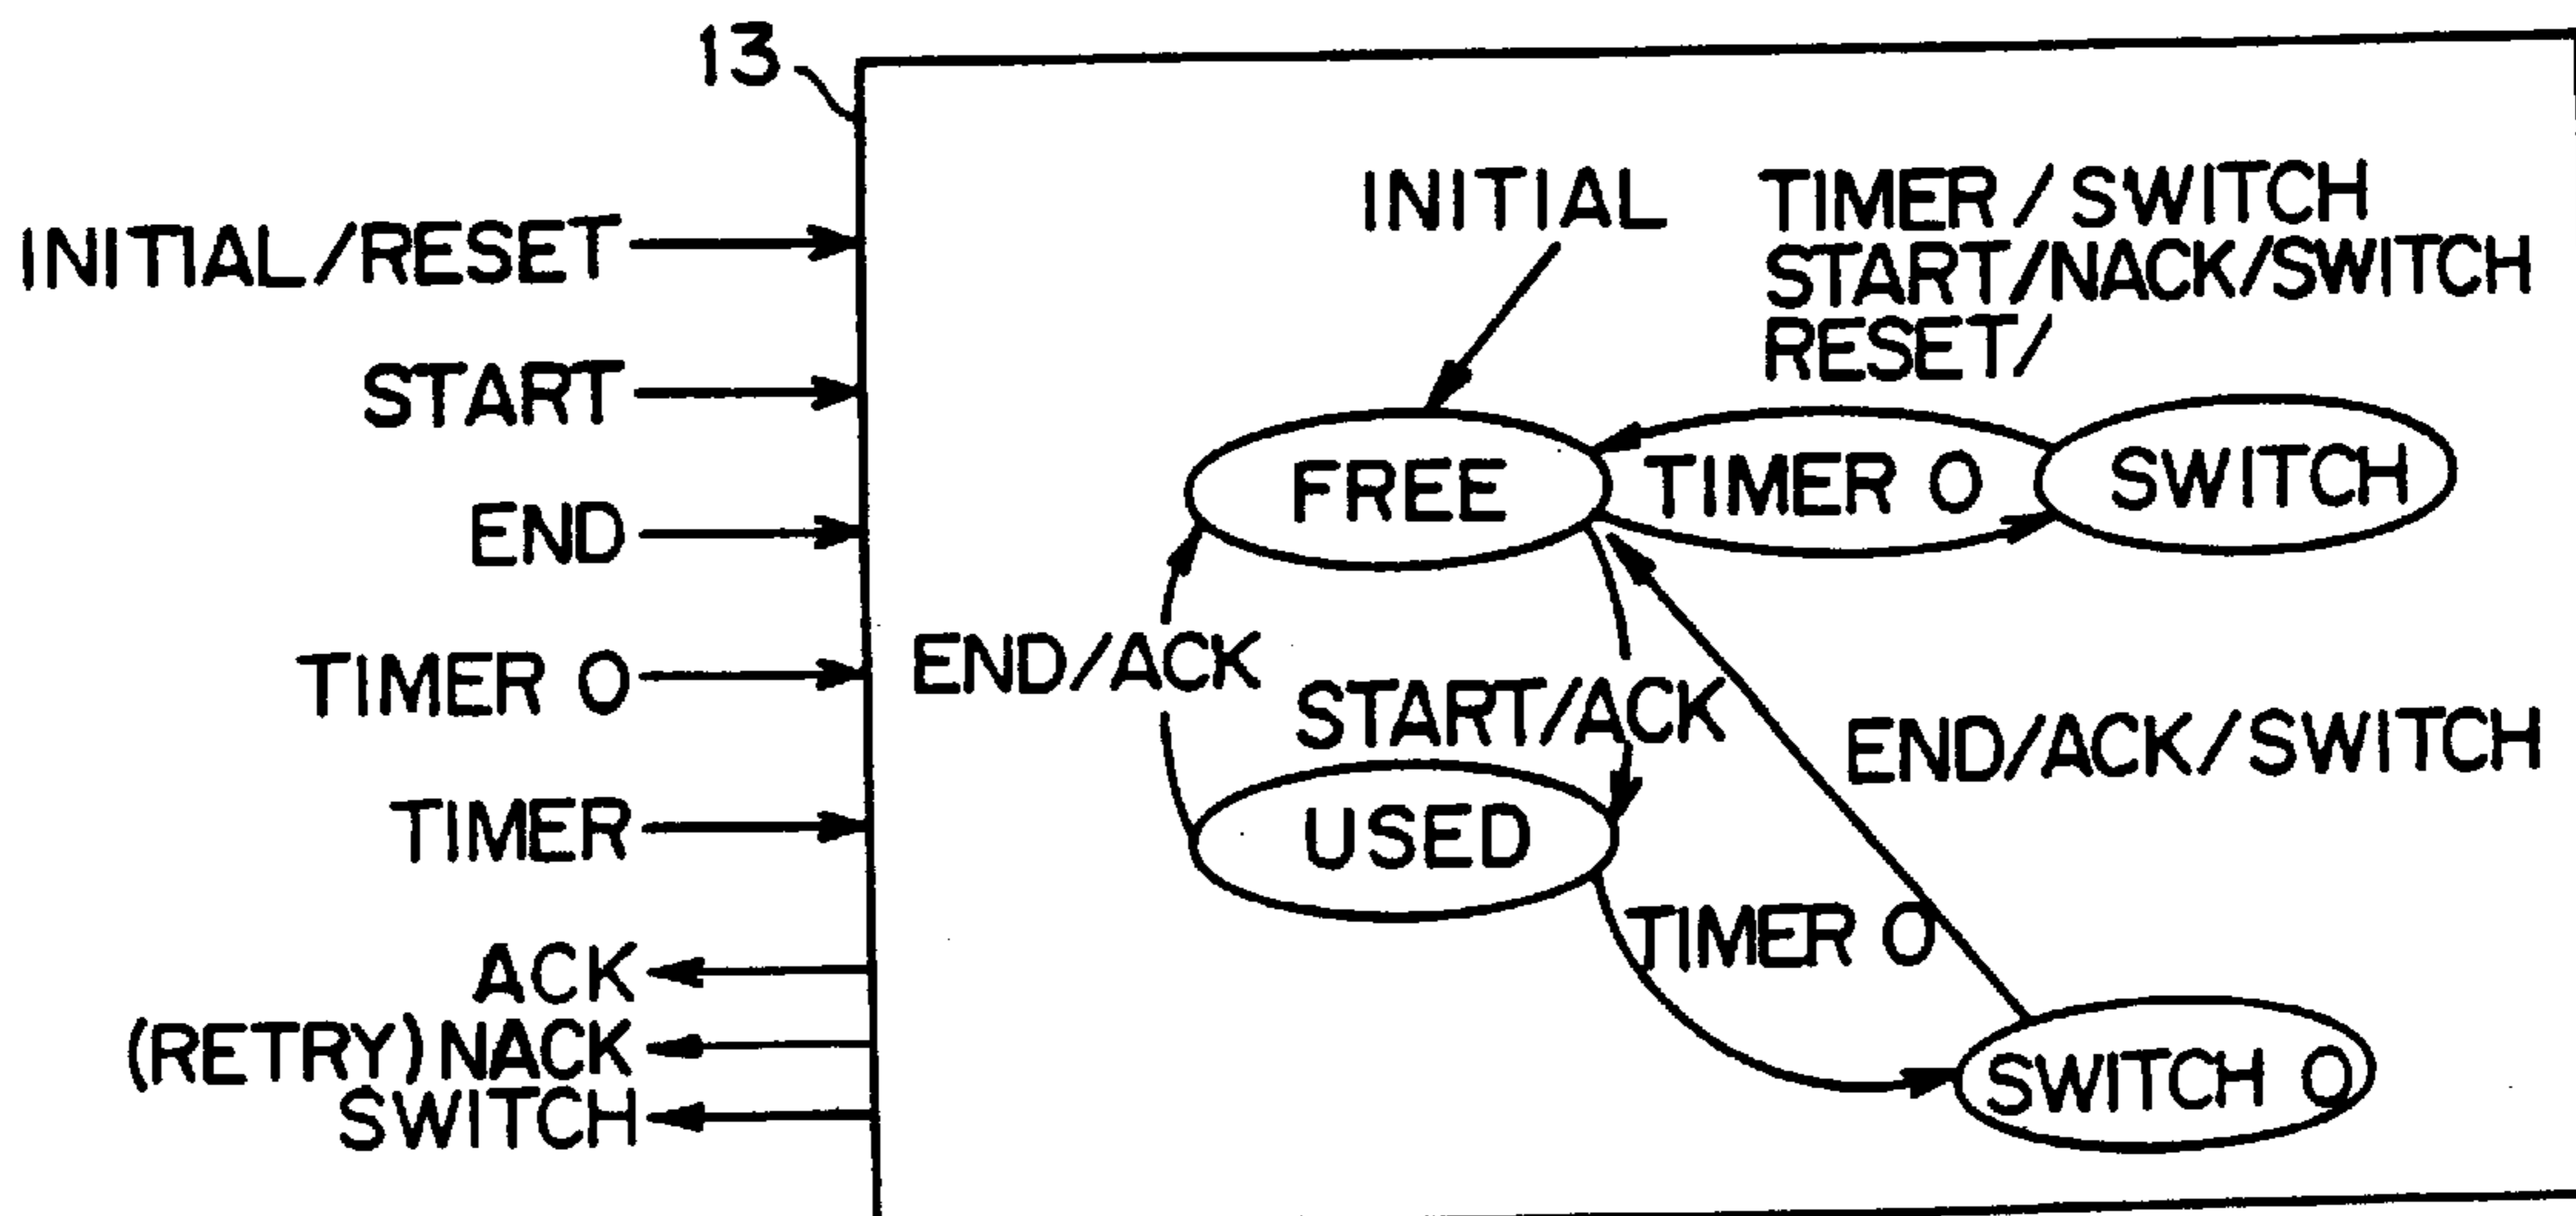 13
INITIAL/RESET
START
END
TIMER 0
TIMER
ACK
(RETRY) NACK
SWITCH
INITIAL
TIMER/SWITCH
START/NACK/SWITCH
RESET/
FREE
TIMER 0
SWITCH
END/ACK
START/ACK
END/ACK/SWITCH
USED
TIMER 0
SWITCH 0